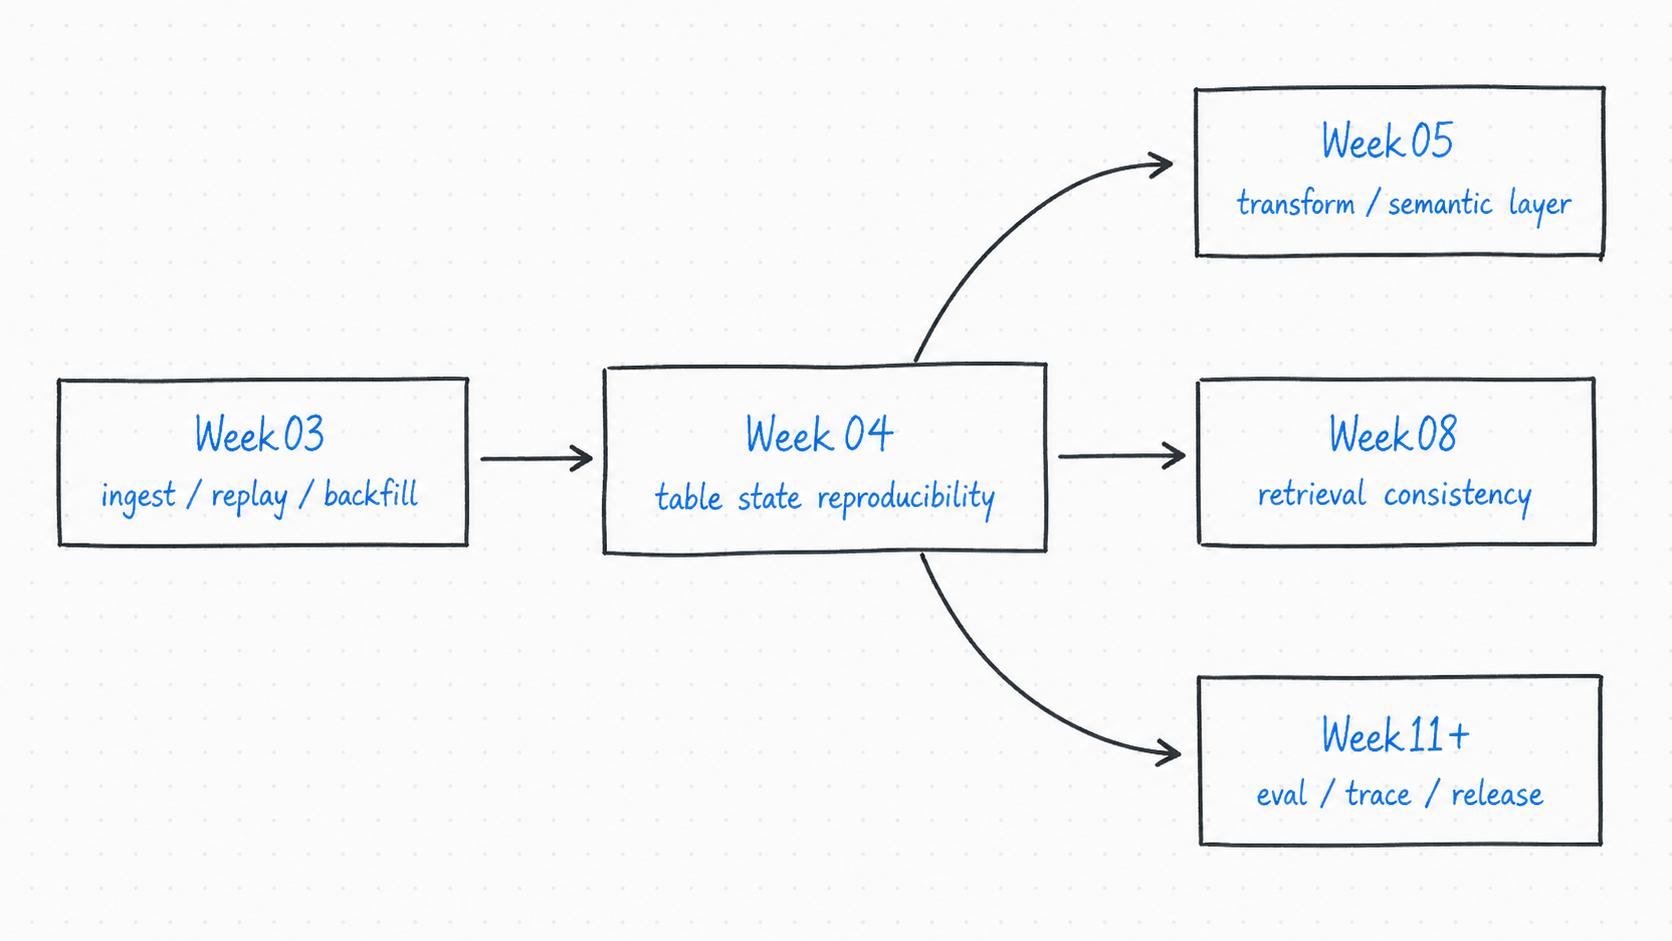 Week 05
transform / semantic layer
Week 03
ingest / replay / backfill
Week 04
table state reproducibility
Week 08
retrieval consistency
Week 11+
eval / trace / release